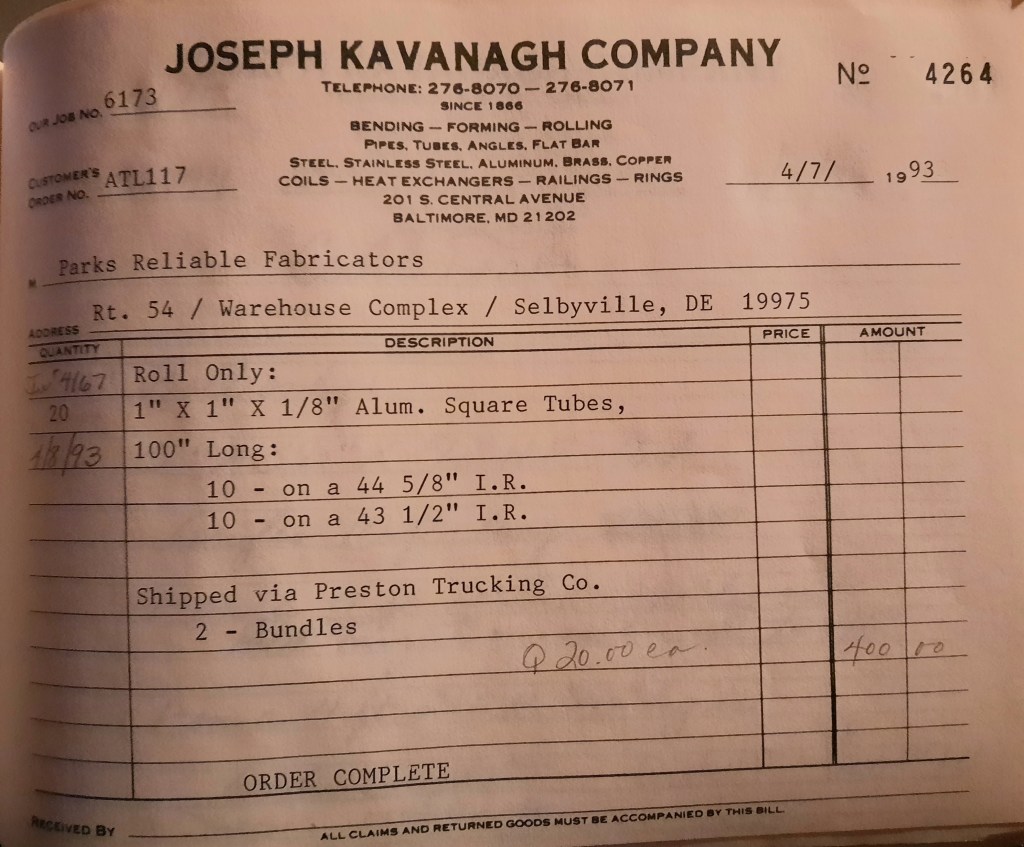 JOSEPH KAVANAGH COMPANY
Nº 4264
TELEPHONE: 276-8070 — 276-8071
SINCE 1866
OUR JOB NO. 6173
BENDING — FORMING — ROLLING
PIPES, TUBES, ANGLES, FLAT BAR
STEEL, STAINLESS STEEL, ALUMINUM, BRASS, COPPER
COILS — HEAT EXCHANGERS — RAILINGS — RINGS
201 S. CENTRAL AVENUE
BALTIMORE, MD 21202
CUSTOMER'S ORDER NO. ATL117
4/7/ 1993
M Parks Reliable Fabricators
ADDRESS Rt. 54 / Warehouse Complex / Selbyville, DE 19975
QUANTITY DESCRIPTION PRICE AMOUNT
4167 Roll Only:
20 1" X 1" X 1/8" Alum. Square Tubes,
4/8/93 100" Long:
10 - on a 44 5/8" I.R.
10 - on a 43 1/2" I.R.
Shipped via Preston Trucking Co.
2 - Bundles
@ 20.00 ea. 400 00
ORDER COMPLETE
RECEIVED BY
ALL CLAIMS AND RETURNED GOODS MUST BE ACCOMPANIED BY THIS BILL